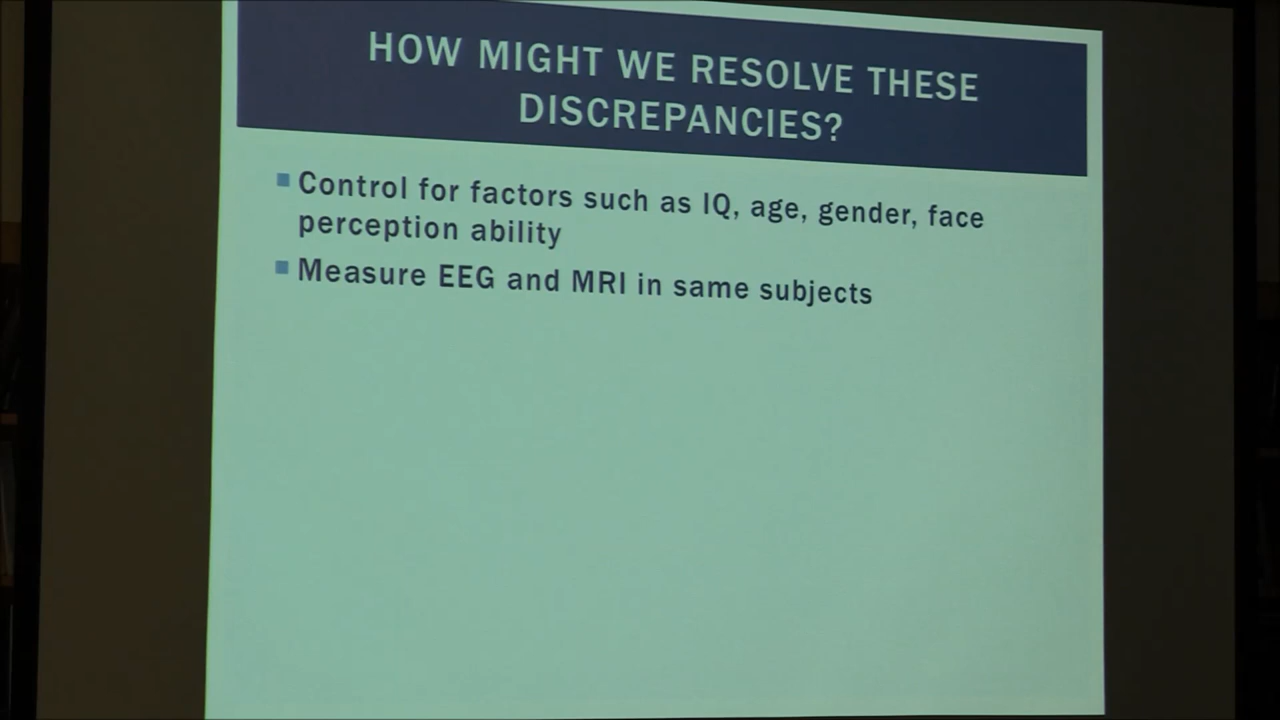 HOW MIGHT WE RESOLVE THESE
DISCREPANCIES?
Control for factors such as IQ, age, gender, face
perception ability
Measure EEG and MRI in same subjects